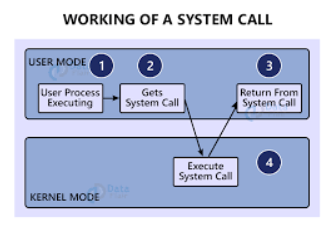 WORKING OF A SYSTEM CALL
USER MODE
1
2
3
User Process
Executing
Gets
System Call
Return From
System Call
Execute
System Call
4
KERNEL MODE